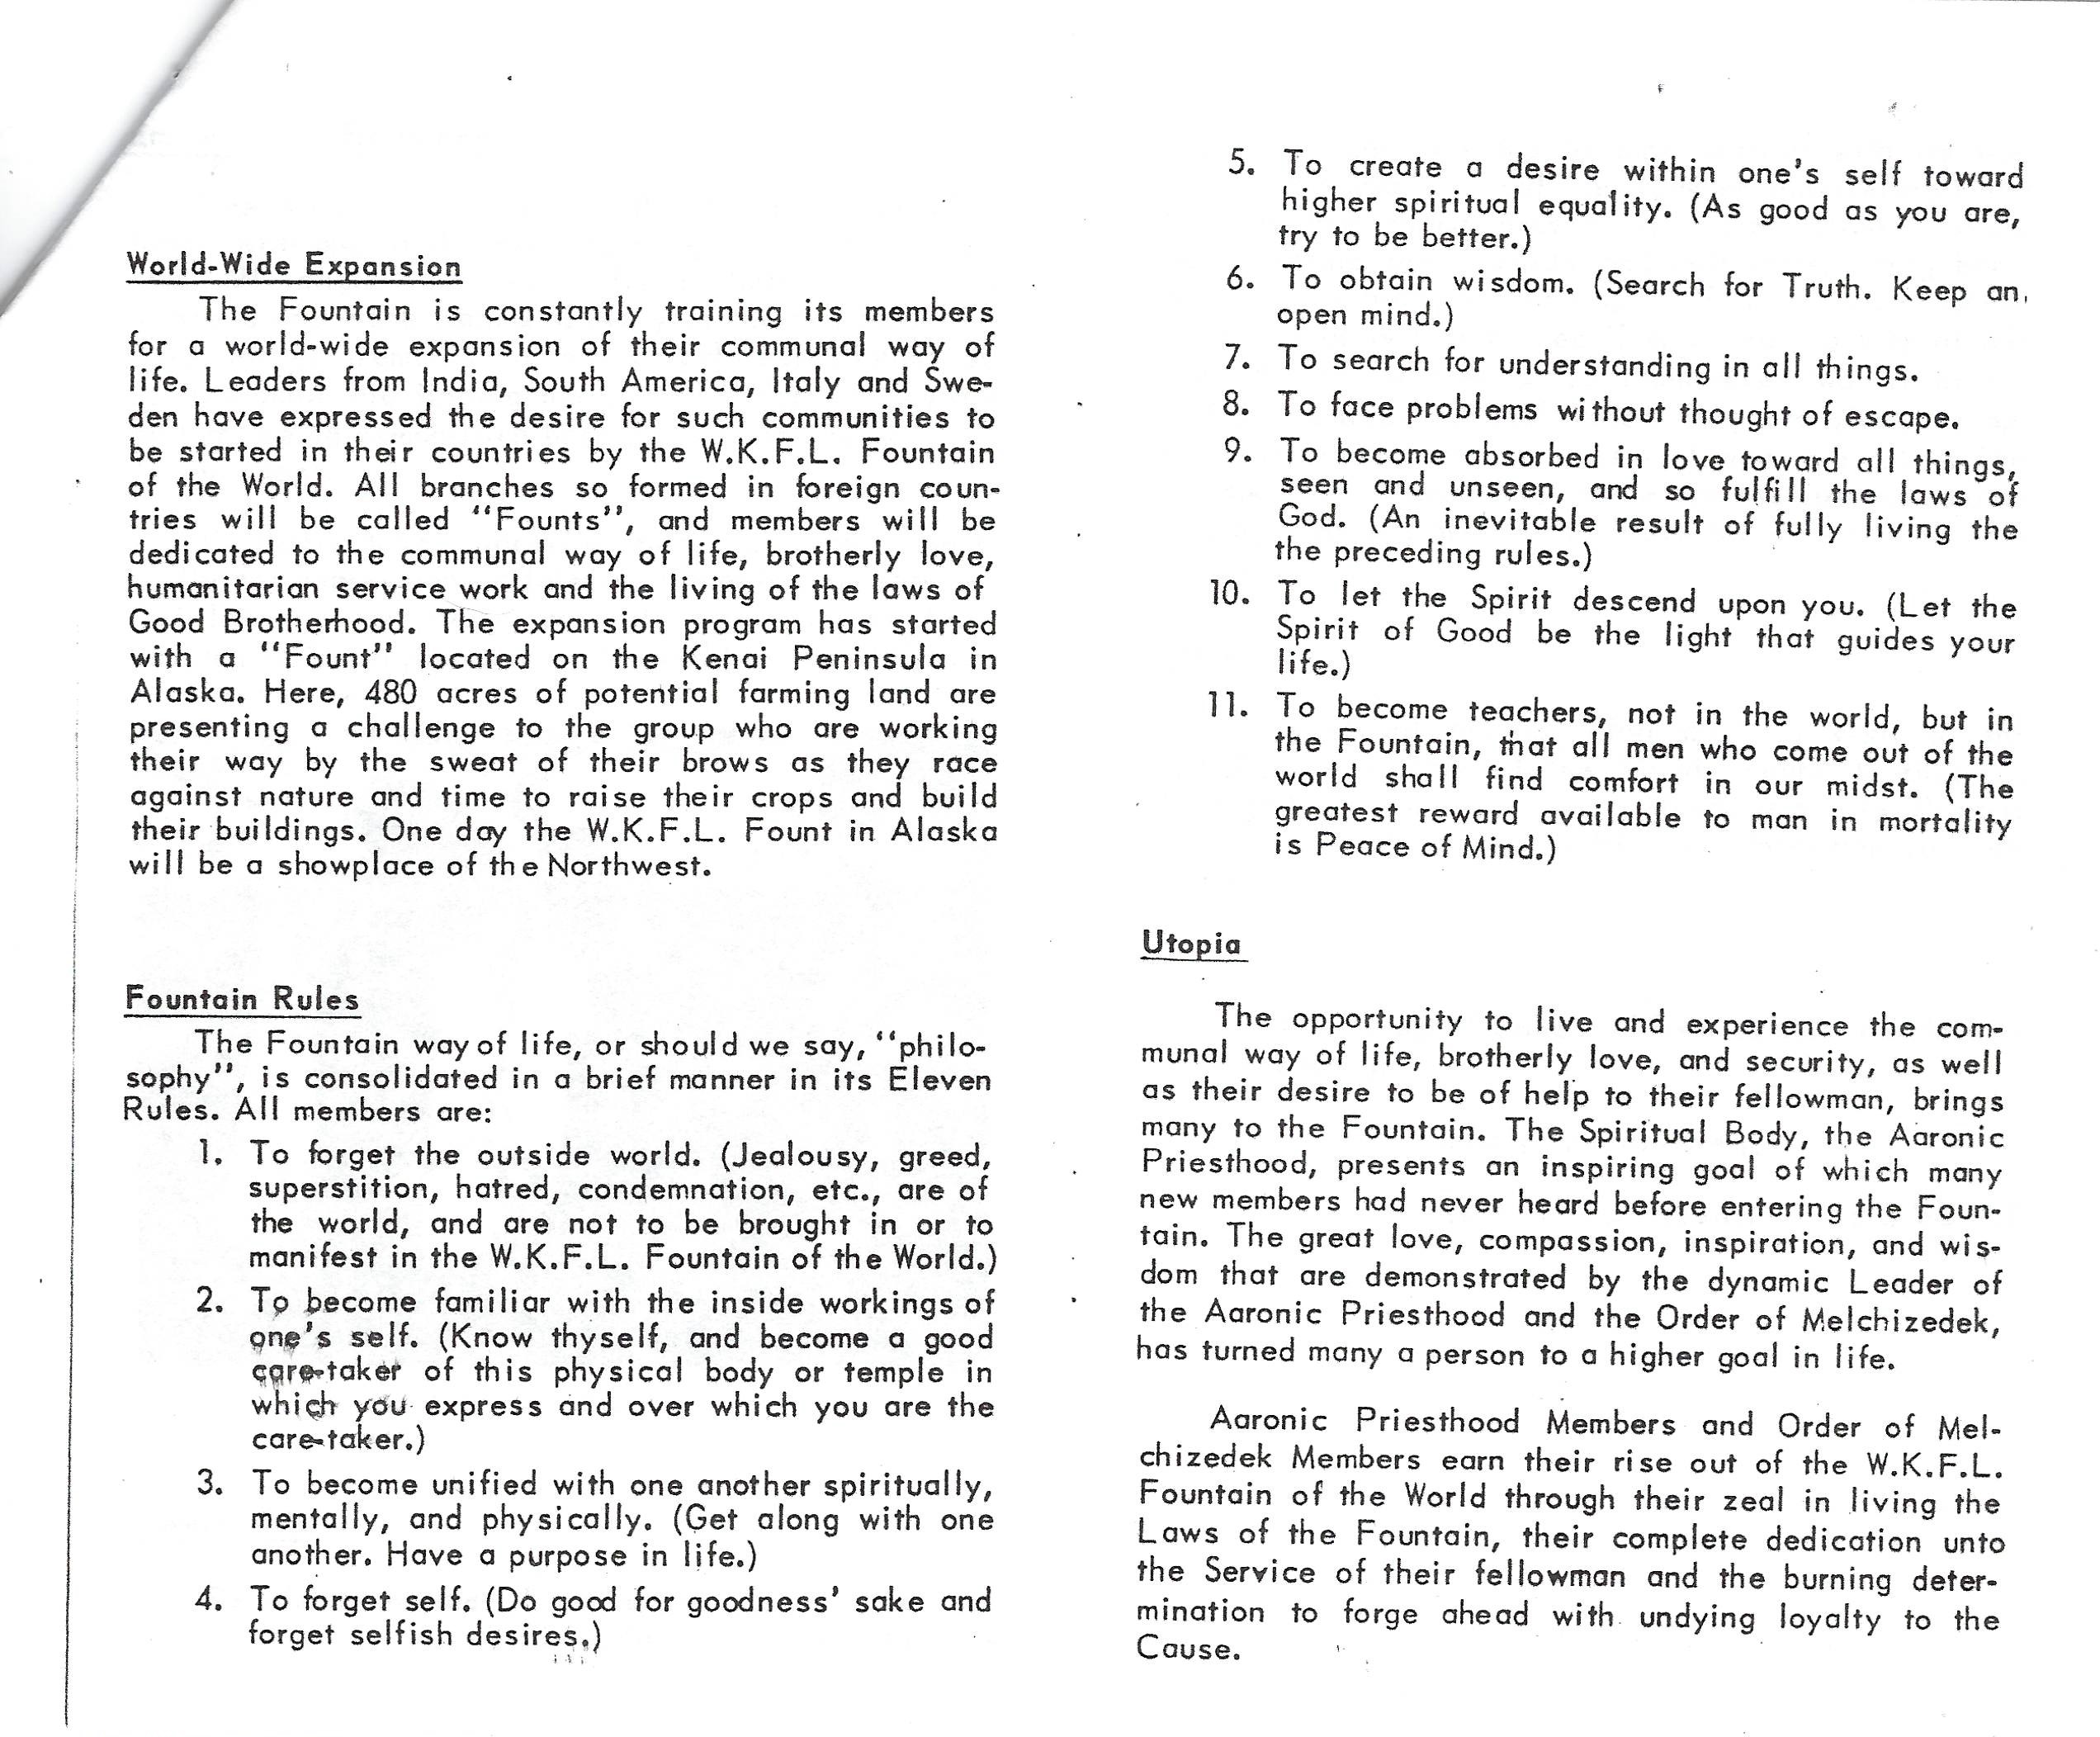 World-Wide Expansion
The Fountain is constantly training its members
for a world-wide expansion of their communal way of
life. Leaders from India, South America, Italy and Swe-
den have expressed the desire for such communities to
be started in their countries by the W.K.F.L. Fountain
of the World. All branches so formed in foreign coun-
tries will be called "Founts", and members will be
dedicated to the communal way of life, brotherly love,
humanitarian service work and the living of the laws of
Good Brotherhood. The expansion program has started
with a "Fount" located on the Kenai Peninsula in
Alaska. Here, 480 acres of potential farming land are
presenting a challenge to the group who are working
their way by the sweat of their brows as they race
against nature and time to raise their crops and build
their buildings. One day the W.K.F.L. Fount in Alaska
will be a showplace of the Northwest.
Fountain Rules
The Fountain way of life, or should we say, "philo-
sophy", is consolidated in a brief manner in its Eleven
Rules. All members are:
1. To forget the outside world. (Jealousy, greed,
superstition, hatred, condemnation, etc., are of
the world, and are not to be brought in or to
manifest in the W.K.F.L. Fountain of the World.)
2. To become familiar with the inside workings of
one's self. (Know thyself, and become a good
care-taker of this physical body or temple in
which you express and over which you are the
care-taker.)
3. To become unified with one another spiritually,
mentally, and physically. (Get along with one
another. Have a purpose in life.)
4. To forget self. (Do good for goodness' sake and
forget selfish desires.)
5. To create a desire within one's self toward
higher spiritual equality. (As good as you are,
try to be better.)
6. To obtain wisdom. (Search for Truth. Keep an
open mind.)
7. To search for understanding in all things.
8. To face problems without thought of escape.
9. To become absorbed in love toward all things,
seen and unseen, and so fulfill the laws of
God. (An inevitable result of fully living the
the preceding rules.)
10. To let the Spirit descend upon you. (Let the
Spirit of Good be the light that guides your
life.)
11. To become teachers, not in the world, but in
the Fountain, that all men who come out of the
world shall find comfort in our midst. (The
greatest reward available to man in mortality
is Peace of Mind.)
Utopia
The opportunity to live and experience the com-
munal way of life, brotherly love, and security, as well
as their desire to be of help to their fellowman, brings
many to the Fountain. The Spiritual Body, the Aaronic
Priesthood, presents an inspiring goal of which many
new members had never heard before entering the Foun-
tain. The great love, compassion, inspiration, and wis-
dom that are demonstrated by the dynamic Leader of
the Aaronic Priesthood and the Order of Melchizedek,
has turned many a person to a higher goal in life.
Aaronic Priesthood Members and Order of Mel-
chizedek Members earn their rise out of the W.K.F.L.
Fountain of the World through their zeal in living the
Laws of the Fountain, their complete dedication unto
the Service of their fellowman and the burning deter-
mination to forge ahead with undying loyalty to the
Cause.